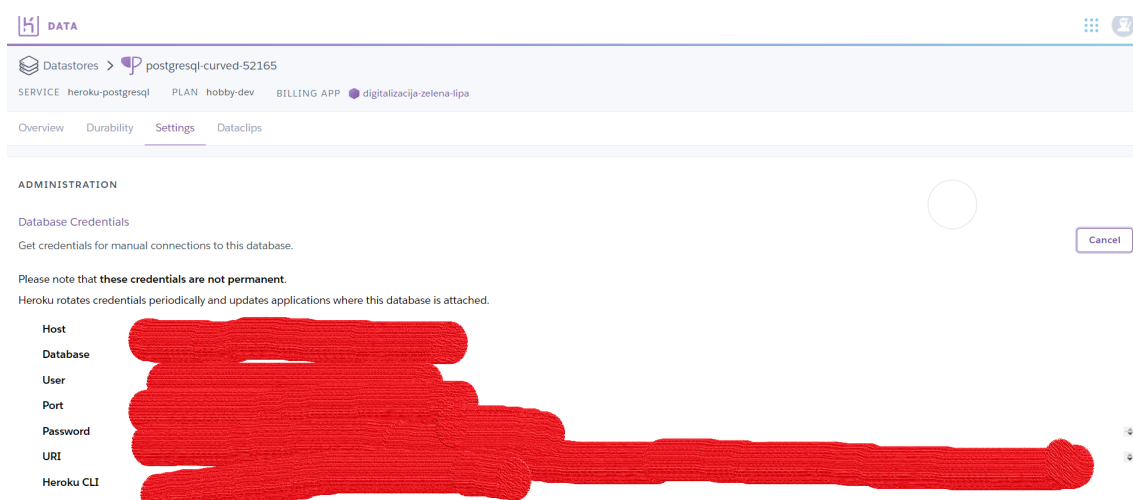 DATA
Datastores > postgresql-curved-52165
SERVICE heroku-postgresql PLAN hobby-dev BILLING APP digitalizacija-zelena-lipa
Overview Durability Settings Dataclips
ADMINISTRATION
Database Credentials
Get credentials for manual connections to this database.
Cancel
Please note that these credentials are not permanent.
Heroku rotates credentials periodically and updates applications where this database is attached.
Host
Database
User
Port
Password
URI
Heroku CLI